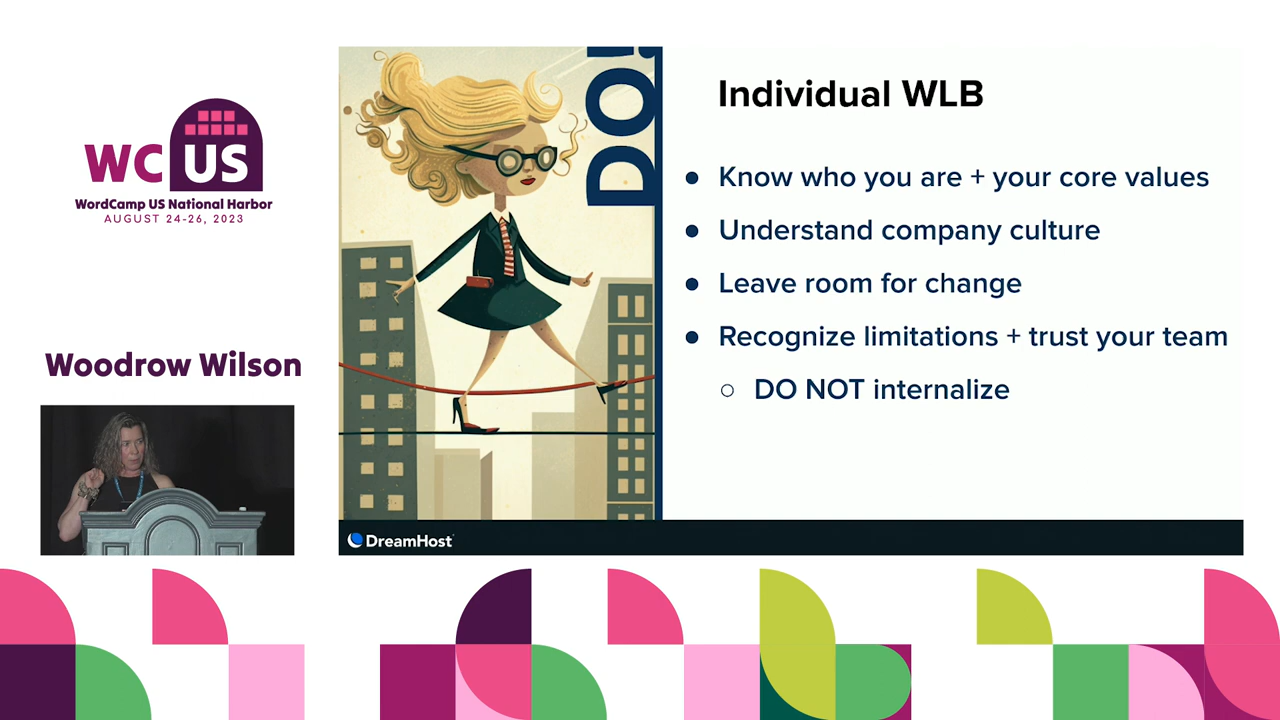 WC US
WordCamp US National Harbor
AUGUST 24-26, 2023
Woodrow Wilson
DO!
Individual WLB
● Know who you are + your core values
● Understand company culture
● Leave room for change
● Recognize limitations + trust your team
○ DO NOT internalize
DreamHost